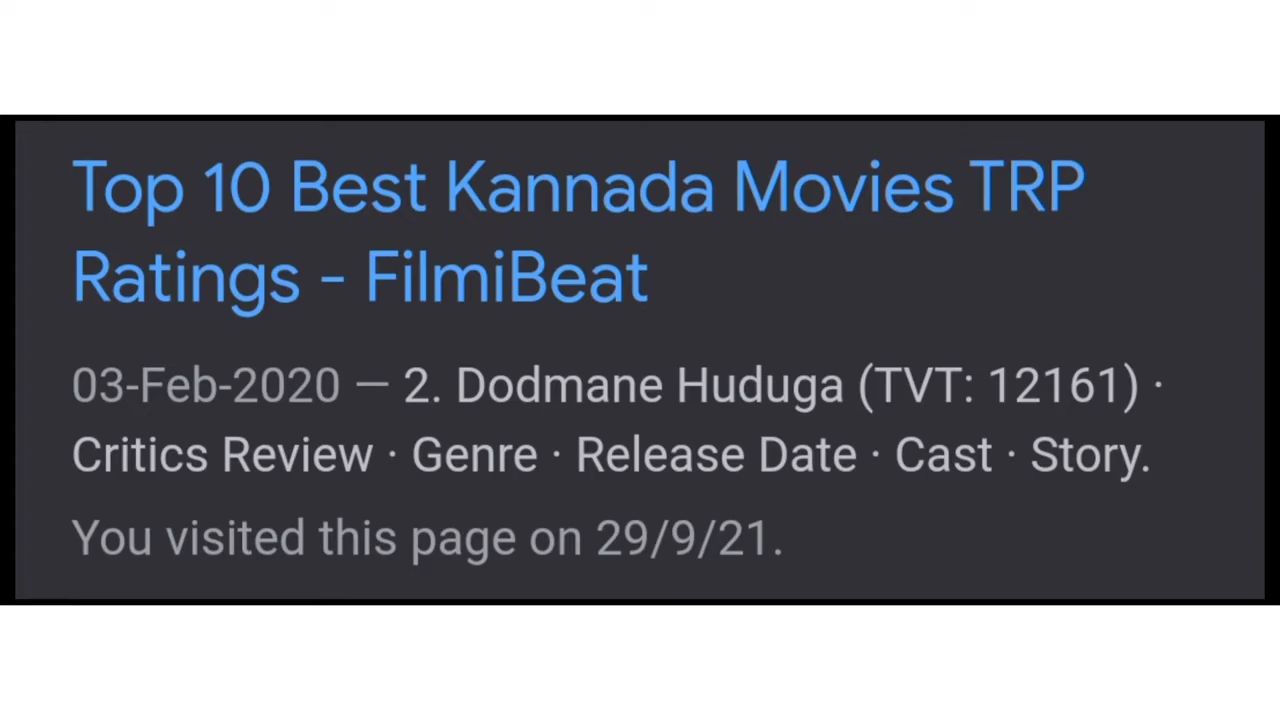 Top 10 Best Kannada Movies TRP
Ratings - FilmiBeat
03-Feb-2020 — 2. Dodmane Huduga (TVT: 12161) ·
Critics Review · Genre · Release Date · Cast · Story.
You visited this page on 29/9/21.